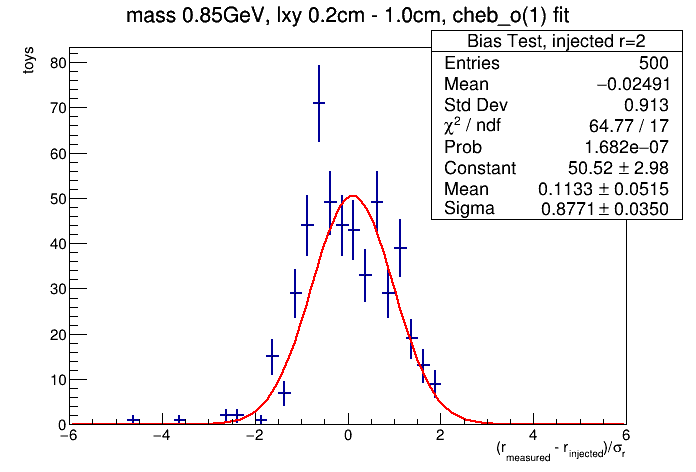 mass 0.85GeV, lxy 0.2cm - 1.0cm, cheb_o(1) fit
Bias Test, injected r=2
Entries 500
Mean −0.02491
Std Dev 0.913
χ² / ndf 64.77 / 17
Prob 1.682e−07
Constant 50.52 ± 2.98
Mean 0.1133 ± 0.0515
Sigma 0.8771 ± 0.0350
toys
80
70
60
50
40
30
20
10
0
−6 −4 −2 0 2 4 6
(r_measured - r_injected)/σ_r